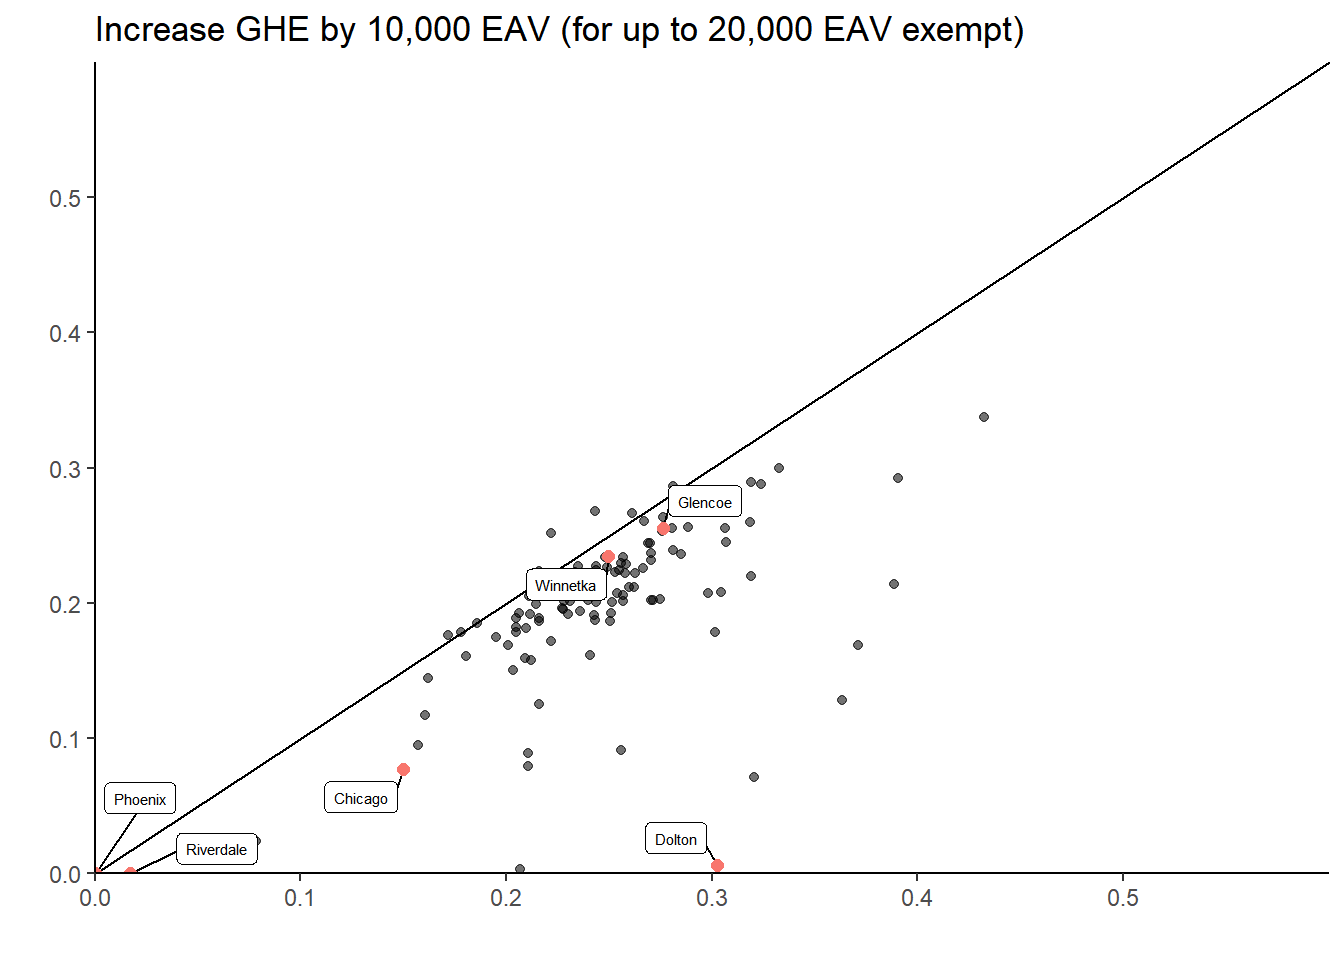 Increase GHE by 10,000 EAV (for up to 20,000 EAV exempt)
0.5
0.4
0.3
Glencoe
Winnetka
0.2
0.1
Phoenix
Chicago
Dolton
Riverdale
0.0
0.0 0.1 0.2 0.3 0.4 0.5